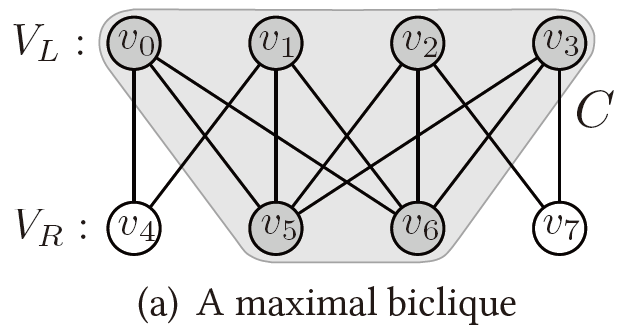 V_L : v_0 v_1 v_2 v_3
C
V_R : v_4 v_5 v_6 v_7
(a) A maximal biclique